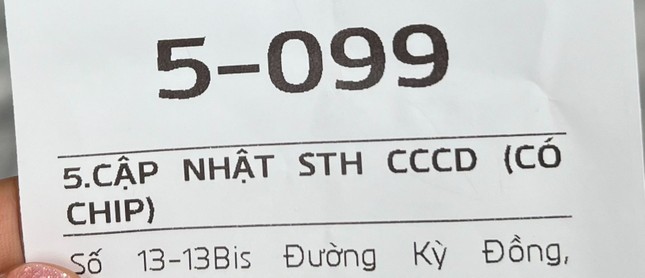 5-099
5.CẬP NHẬT STH CCCD (CÓ
CHIP)
Số 13-13Bis Đường Kỳ Đồng,